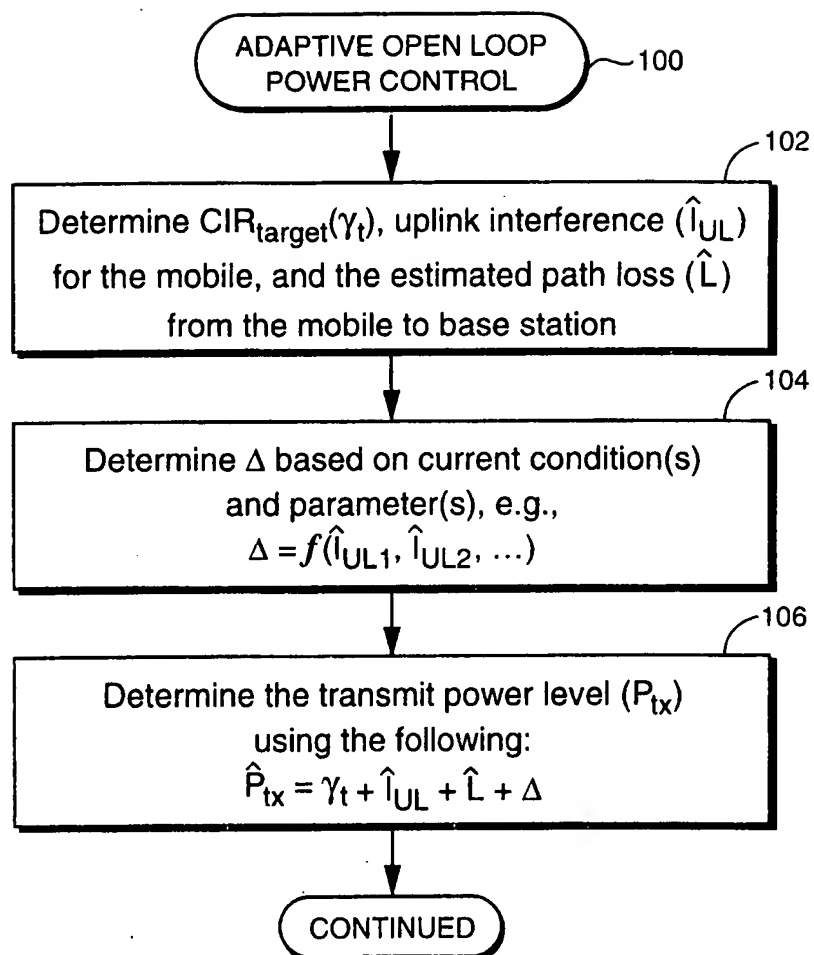 ADAPTIVE OPEN LOOP
POWER CONTROL
100
102
Determine CIR_target(γ_t), uplink interference (Î_UL)
for the mobile, and the estimated path loss (L̂)
from the mobile to base station
104
Determine Δ based on current condition(s)
and parameter(s), e.g.,
Δ = f(Î_UL1, Î_UL2, ...)
106
Determine the transmit power level (P_tx)
using the following:
P̂_tx = γ_t + Î_UL + L̂ + Δ
CONTINUED